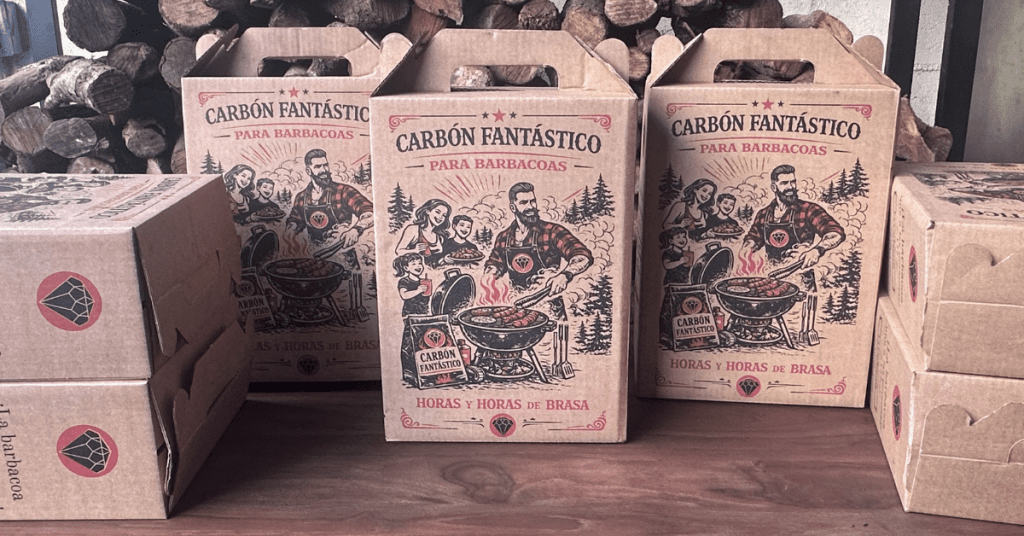 CARBÓN FANTÁSTICO
PARA BARBACOAS
CARBÓN
FANTÁSTICO
HORAS Y HORAS DE BRASA
CARBÓN FANTÁSTICO
PARA BARBACOAS
CARBÓN
FANTÁSTICO
HORAS Y HORAS DE BRASA
CARBÓN FANTÁSTICO
PARA BARBACOAS
CARBÓN
FANTÁSTICO
HORAS Y HORAS DE BRASA
¡La barbacoa